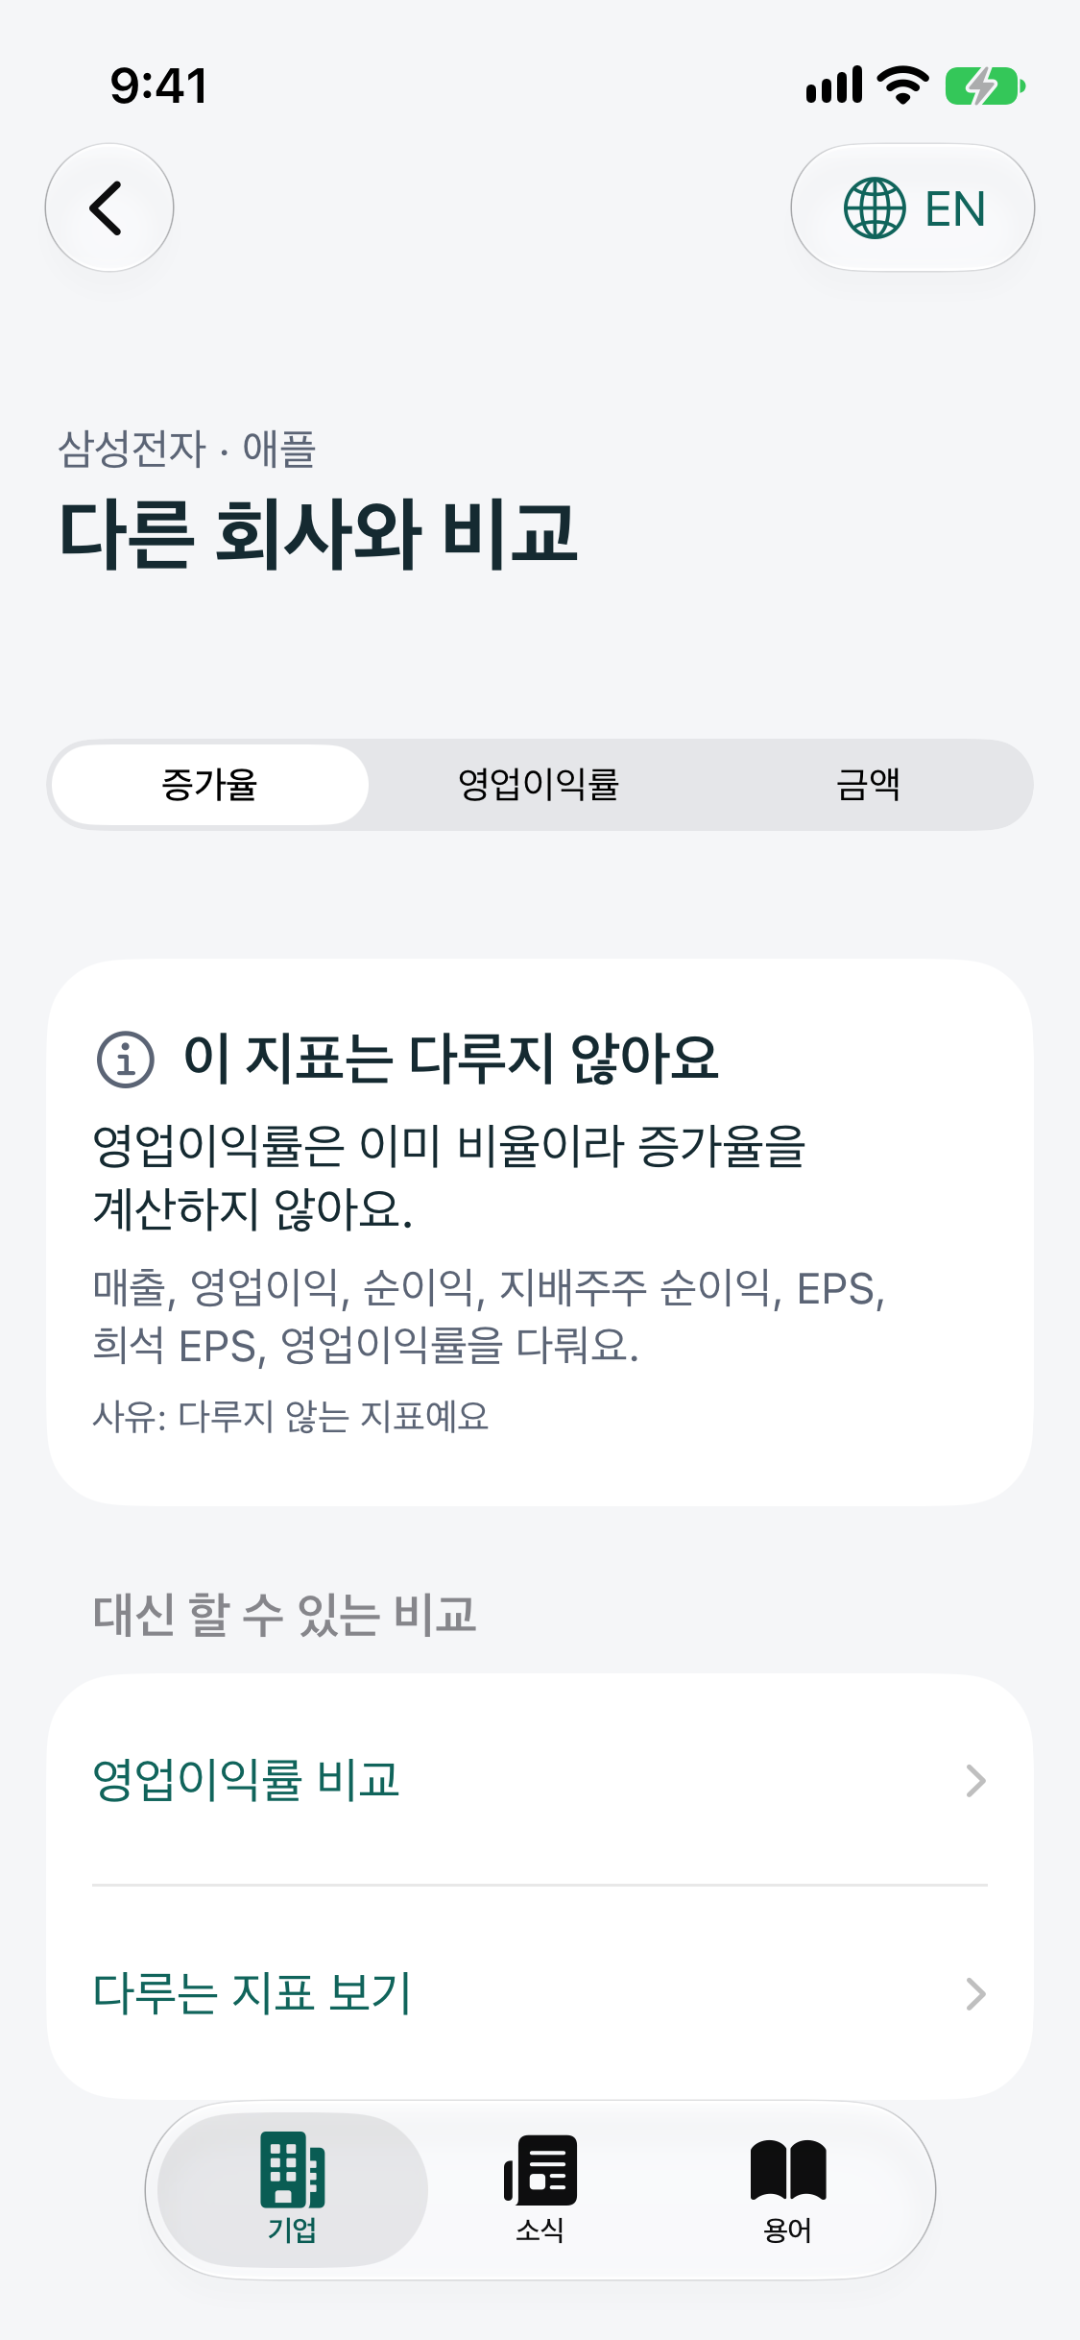 9:41
EN
삼성전자 · 애플
다른 회사와 비교
증가율
영업이익률
금액
이 지표는 다루지 않아요
영업이익률은 이미 비율이라 증가율을
계산하지 않아요.
매출, 영업이익, 순이익, 지배주주 순이익, EPS,
희석 EPS, 영업이익률을 다뤄요.
사유: 다루지 않는 지표예요
대신 할 수 있는 비교
영업이익률 비교
다루는 지표 보기
기업
소식
용어